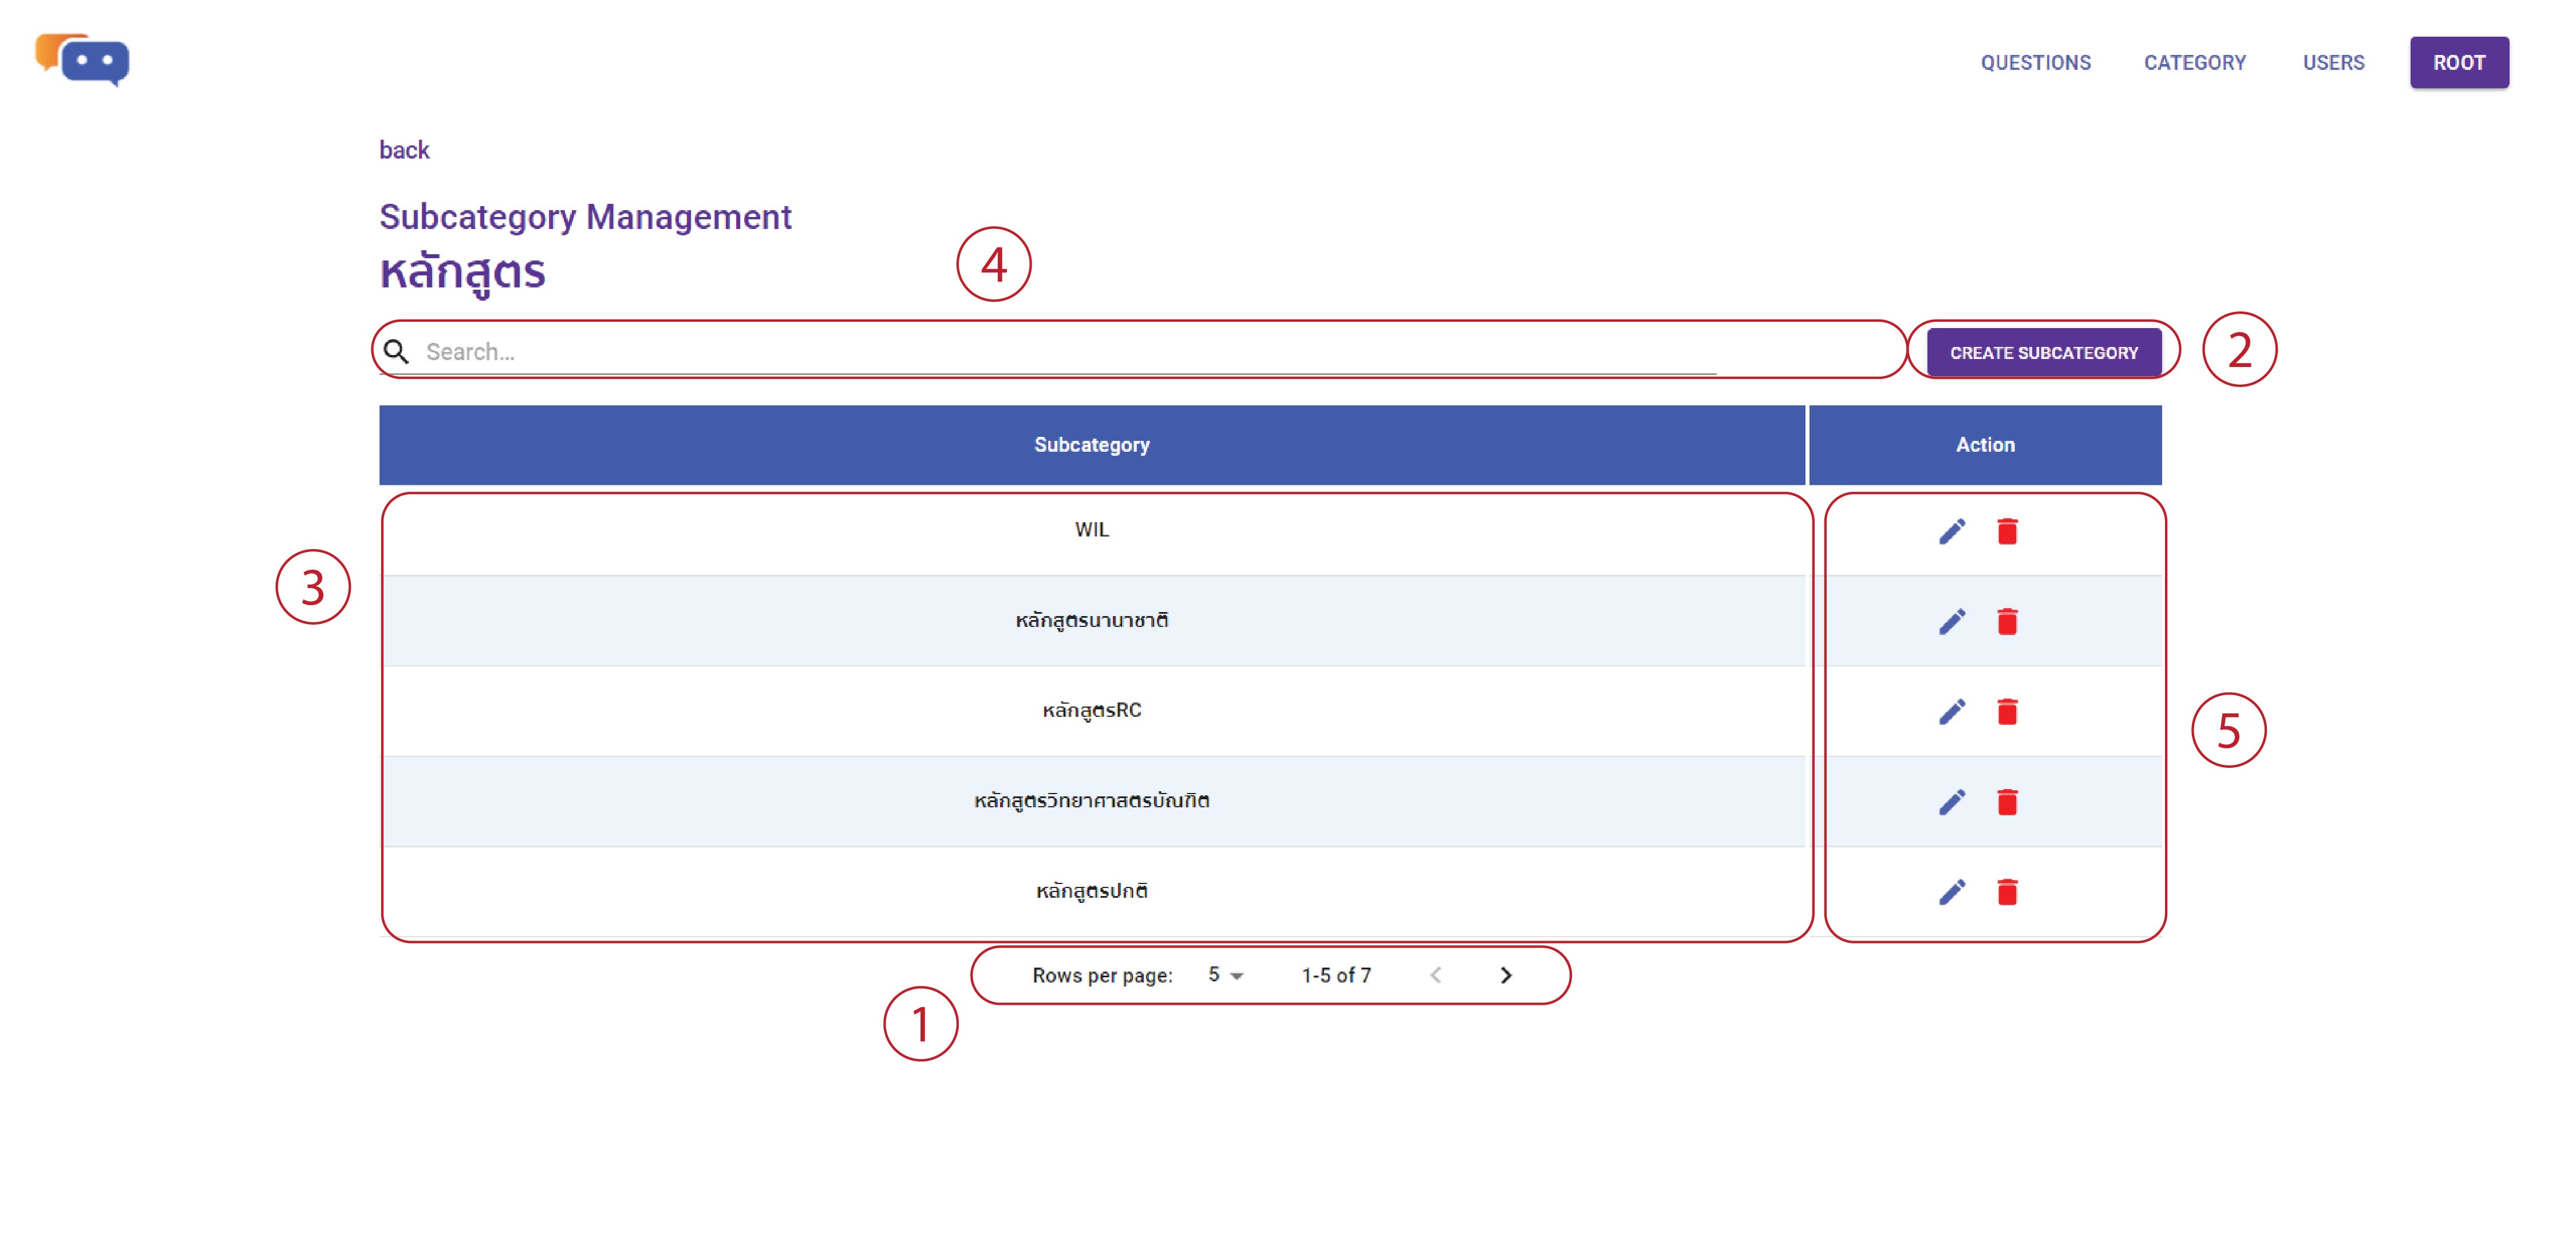 QUESTIONS CATEGORY USERS ROOT
back
Subcategory Management
หลักสูตร
4
Search...
CREATE SUBCATEGORY
2
Subcategory Action
WIL
3
หลักสูตรนานาชาติ
หลักสูตรRC
5
หลักสูตรวิทยาศาสตรบัณฑิต
หลักสูตรปกติ
Rows per page: 5 1-5 of 7
1